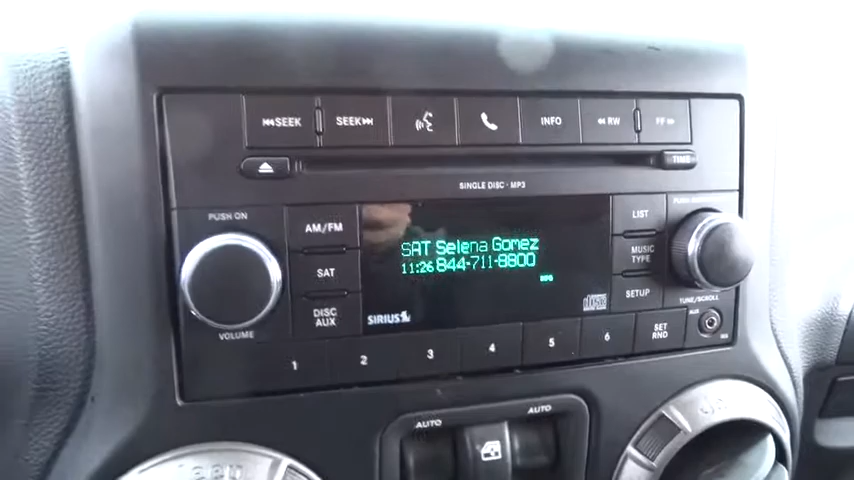 SEEK
SEEK
INFO
RW
FF
TIME
SINGLE DISC · MP3
PUSH ON
AM/FM
SAT
DISC
AUX
VOLUME
SAT Selena Gomez
11:26 844-711-8800
SIRIUS
disc
LIST
MUSIC
TYPE
SETUP
TUNE/SCROLL
AUX
1
2
3
4
5
6
SET
RND
AUTO
AUTO
Jeep